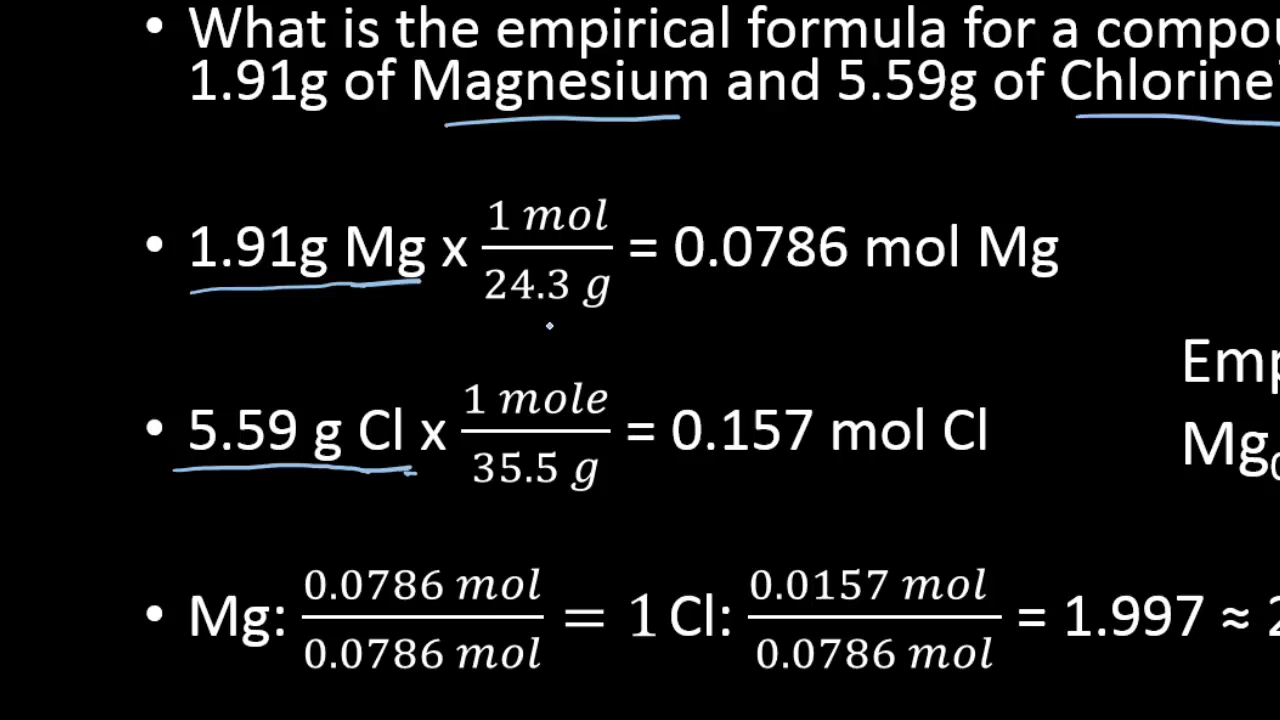 • What is the empirical formula for a compou
1.91g of Magnesium and 5.59g of Chlorine
• 1.91g Mg x 1 mol / 24.3 g = 0.0786 mol Mg
• 5.59 g Cl x 1 mole / 35.5 g = 0.157 mol Cl
Emp
Mg
• Mg: 0.0786 mol / 0.0786 mol = 1 Cl: 0.0157 mol / 0.0786 mol = 1.997 ≈ 2